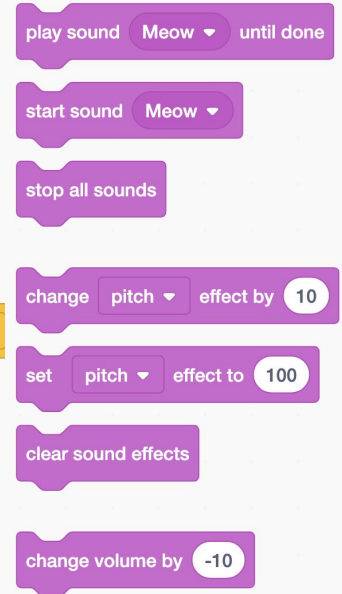 play sound Meow until done
start sound Meow
stop all sounds
change pitch effect by 10
set pitch effect to 100
clear sound effects
change volume by -10